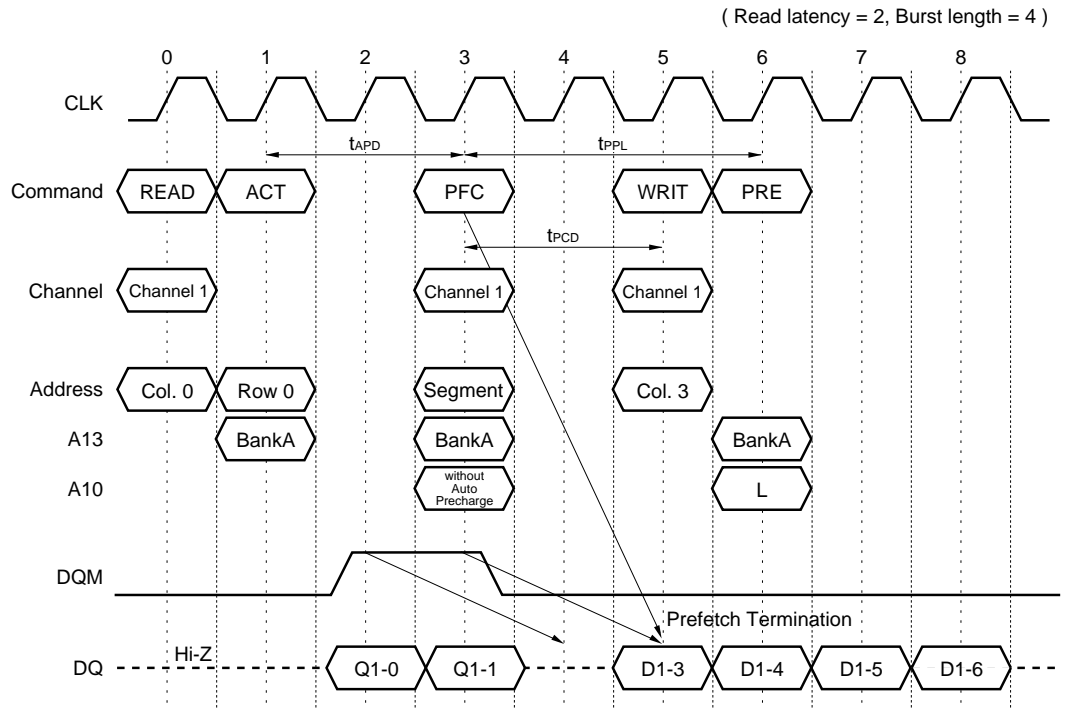 ( Read latency = 2, Burst length = 4 )
0 1 2 3 4 5 6 7 8
CLK
tAPD tPPL
Command READ ACT PFC WRIT PRE
tPCD
Channel Channel 1 Channel 1 Channel 1
Address Col. 0 Row 0 Segment Col. 3
A13 BankA BankA BankA
A10 without Auto Precharge L
DQM
Prefetch Termination
DQ Hi-Z Q1-0 Q1-1 D1-3 D1-4 D1-5 D1-6